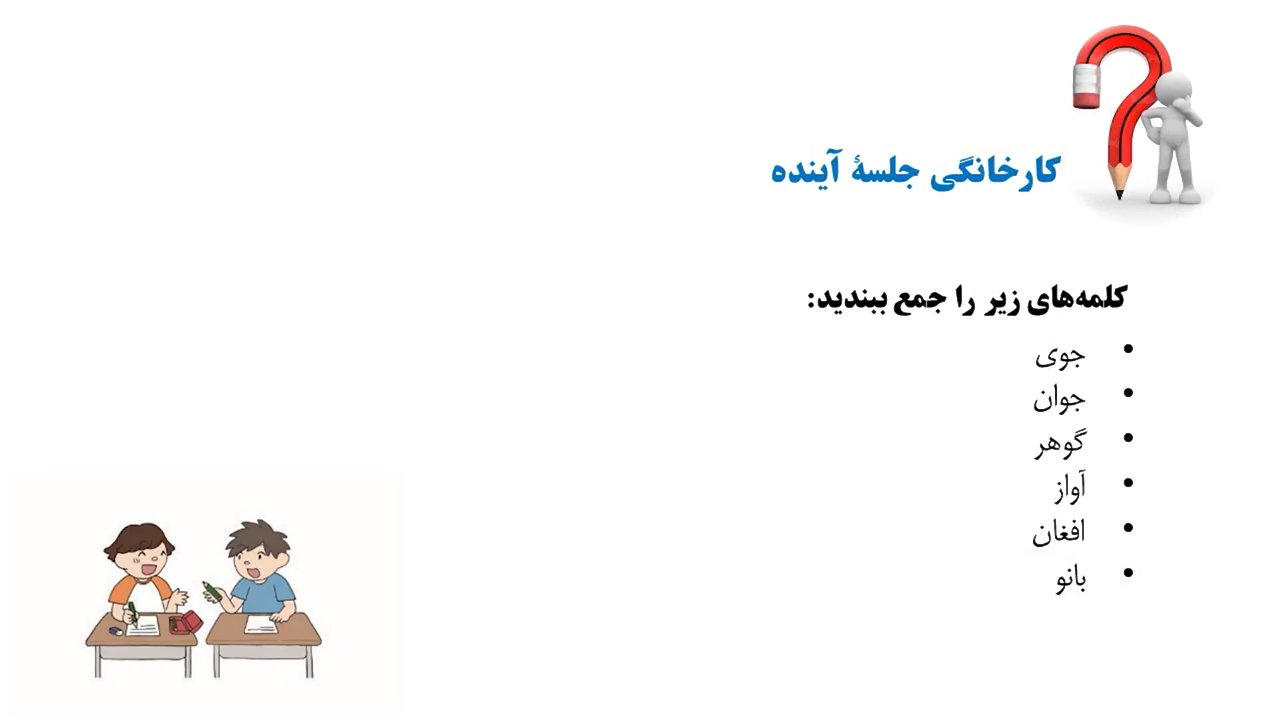 کارخانگی جلسهٔ آینده
کلمه‌های زیر را جمع ببندید:
• جوی
• جوان
• گوهر
• آواز
• افغان
• بانو